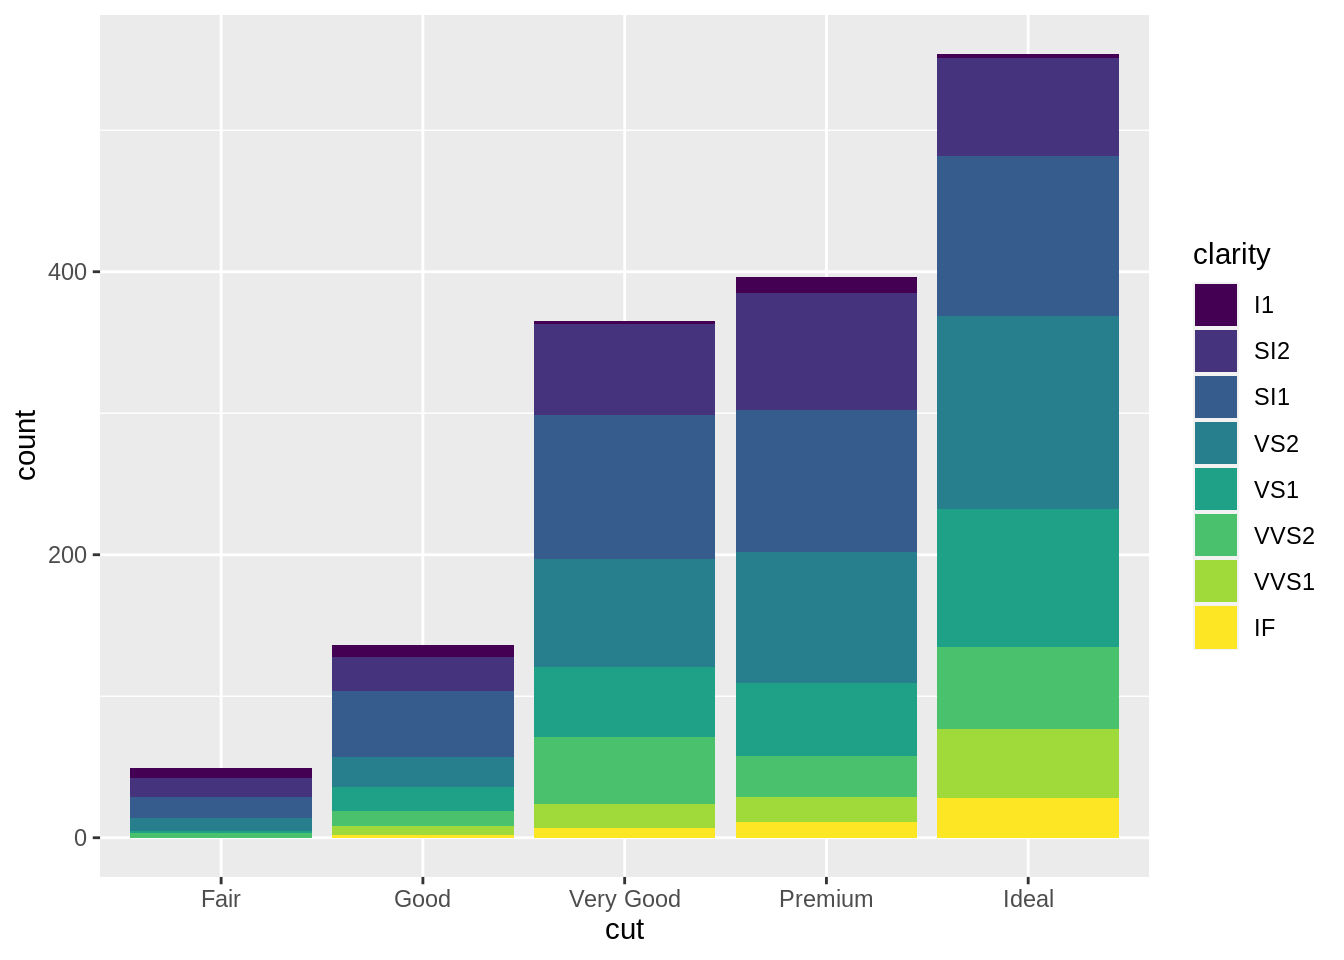 count
400
200
0
Fair
Good
Very Good
Premium
Ideal
cut
clarity
I1
SI2
SI1
VS2
VS1
VVS2
VVS1
IF